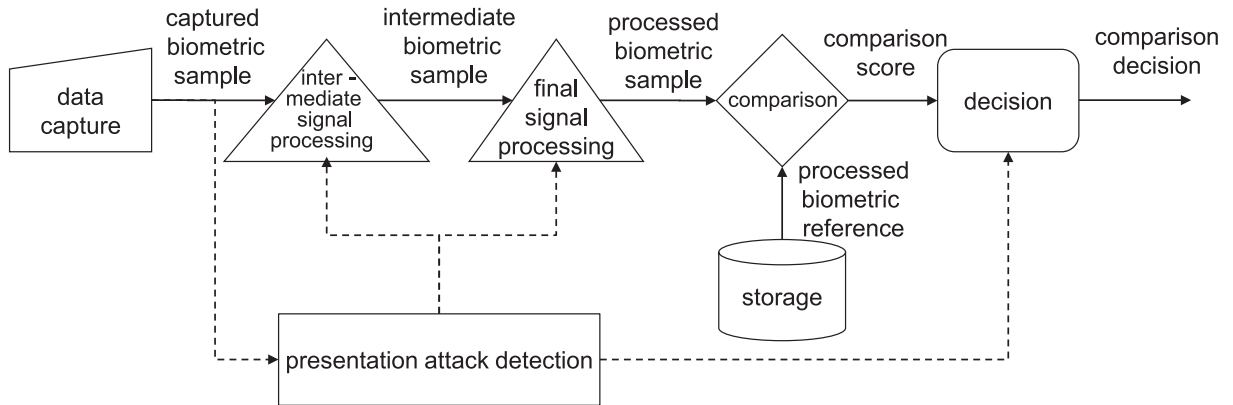 captured
biometric
sample
data
capture
inter -
mediate
signal
processing
intermediate
biometric
sample
final
signal
processing
processed
biometric
sample
comparison
comparison
score
decision
comparison
decision
processed
biometric
reference
storage
presentation attack detection